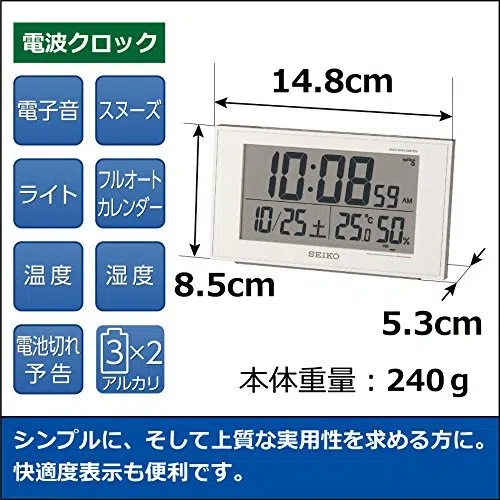 電波クロック
電子音
スヌーズ
ライト
フルオート
カレンダー
温度
湿度
電池切れ
予告
3×2
アルカリ
14.8cm
10:08 59 AM
10/25 土 25.0℃ 50%
SEIKO
8.5cm
5.3cm
本体重量：240g
シンプルに、そして上質な実用性を求める方に。
快適度表示も便利です。